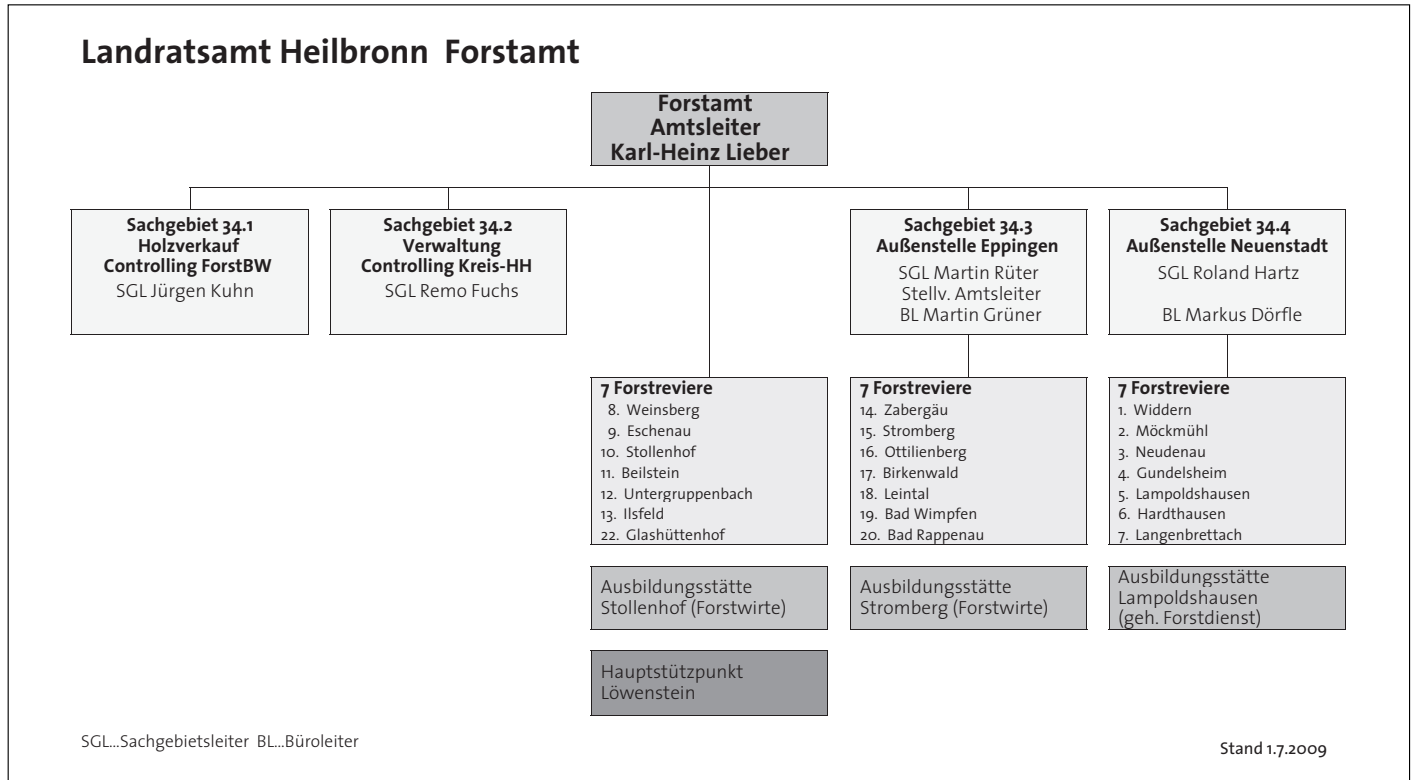 Landratsamt Heilbronn Forstamt
Forstamt
Amtsleiter
Karl-Heinz Lieber
Sachgebiet 34.1
Holzverkauf
Controlling ForstBW
SGL Jürgen Kuhn
Sachgebiet 34.2
Verwaltung
Controlling Kreis-HH
SGL Remo Fuchs
Sachgebiet 34.3
Außenstelle Eppingen
SGL Martin Rüter
Stellv. Amtsleiter
BL Martin Grüner
Sachgebiet 34.4
Außenstelle Neuenstadt
SGL Roland Hartz
BL Markus Dörfle
7 Forstreviere
8. Weinsberg
9. Eschenau
10. Stollenhof
11. Beilstein
12. Untergruppenbach
13. Ilsfeld
22. Glashüttenhof
7 Forstreviere
14. Zabergäu
15. Stromberg
16. Ottilienberg
17. Birkenwald
18. Leintal
19. Bad Wimpfen
20. Bad Rappenau
7 Forstreviere
1. Widdern
2. Möckmühl
3. Neudenau
4. Gundelsheim
5. Lampoldshausen
6. Hardthausen
7. Langenbrettach
Ausbildungsstätte
Stollenhof (Forstwirte)
Ausbildungsstätte
Stromberg (Forstwirte)
Ausbildungsstätte
Lampoldshausen
(geh. Forstdienst)
Hauptstützpunkt
Löwenstein
SGL...Sachgebietsleiter BL...Büroleiter
Stand 1.7.2009